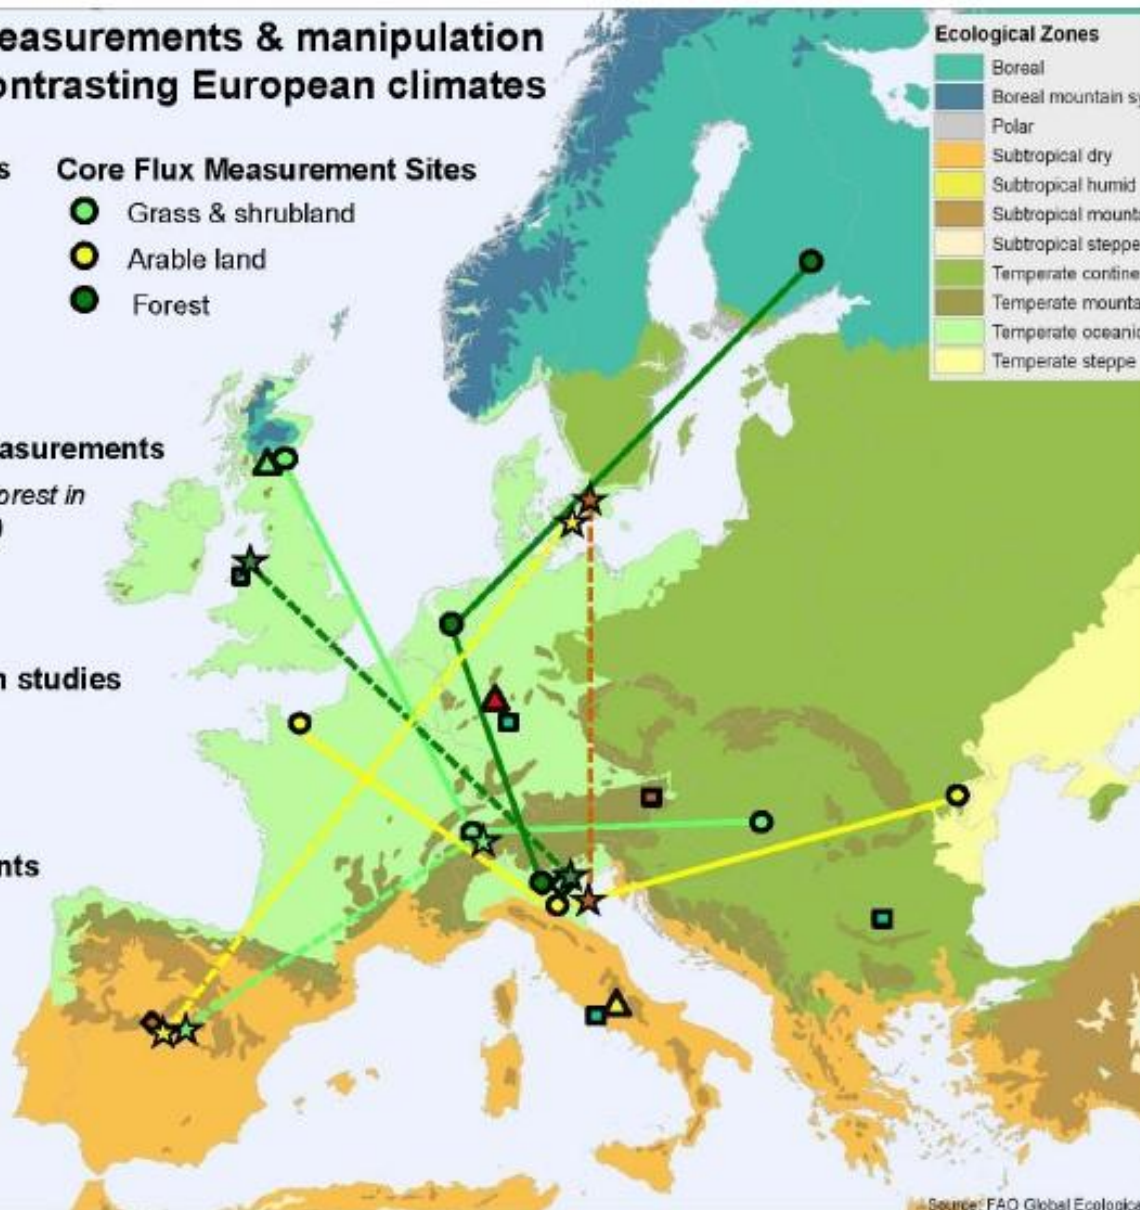 easurements & manipulation
ontrasting European climates
s
Core Flux Measurement Sites
Grass & shrubland
Arable land
Forest
asurements
orest in
)
n studies
nts
Ecological Zones
Boreal
Boreal mountain sy
Polar
Subtropical dry
Subtropical humid
Subtropical mounta
Subtropical steppe
Temperate contine
Temperate mounta
Temperate oceanic
Temperate steppe
Source: FAO Global Ecologica